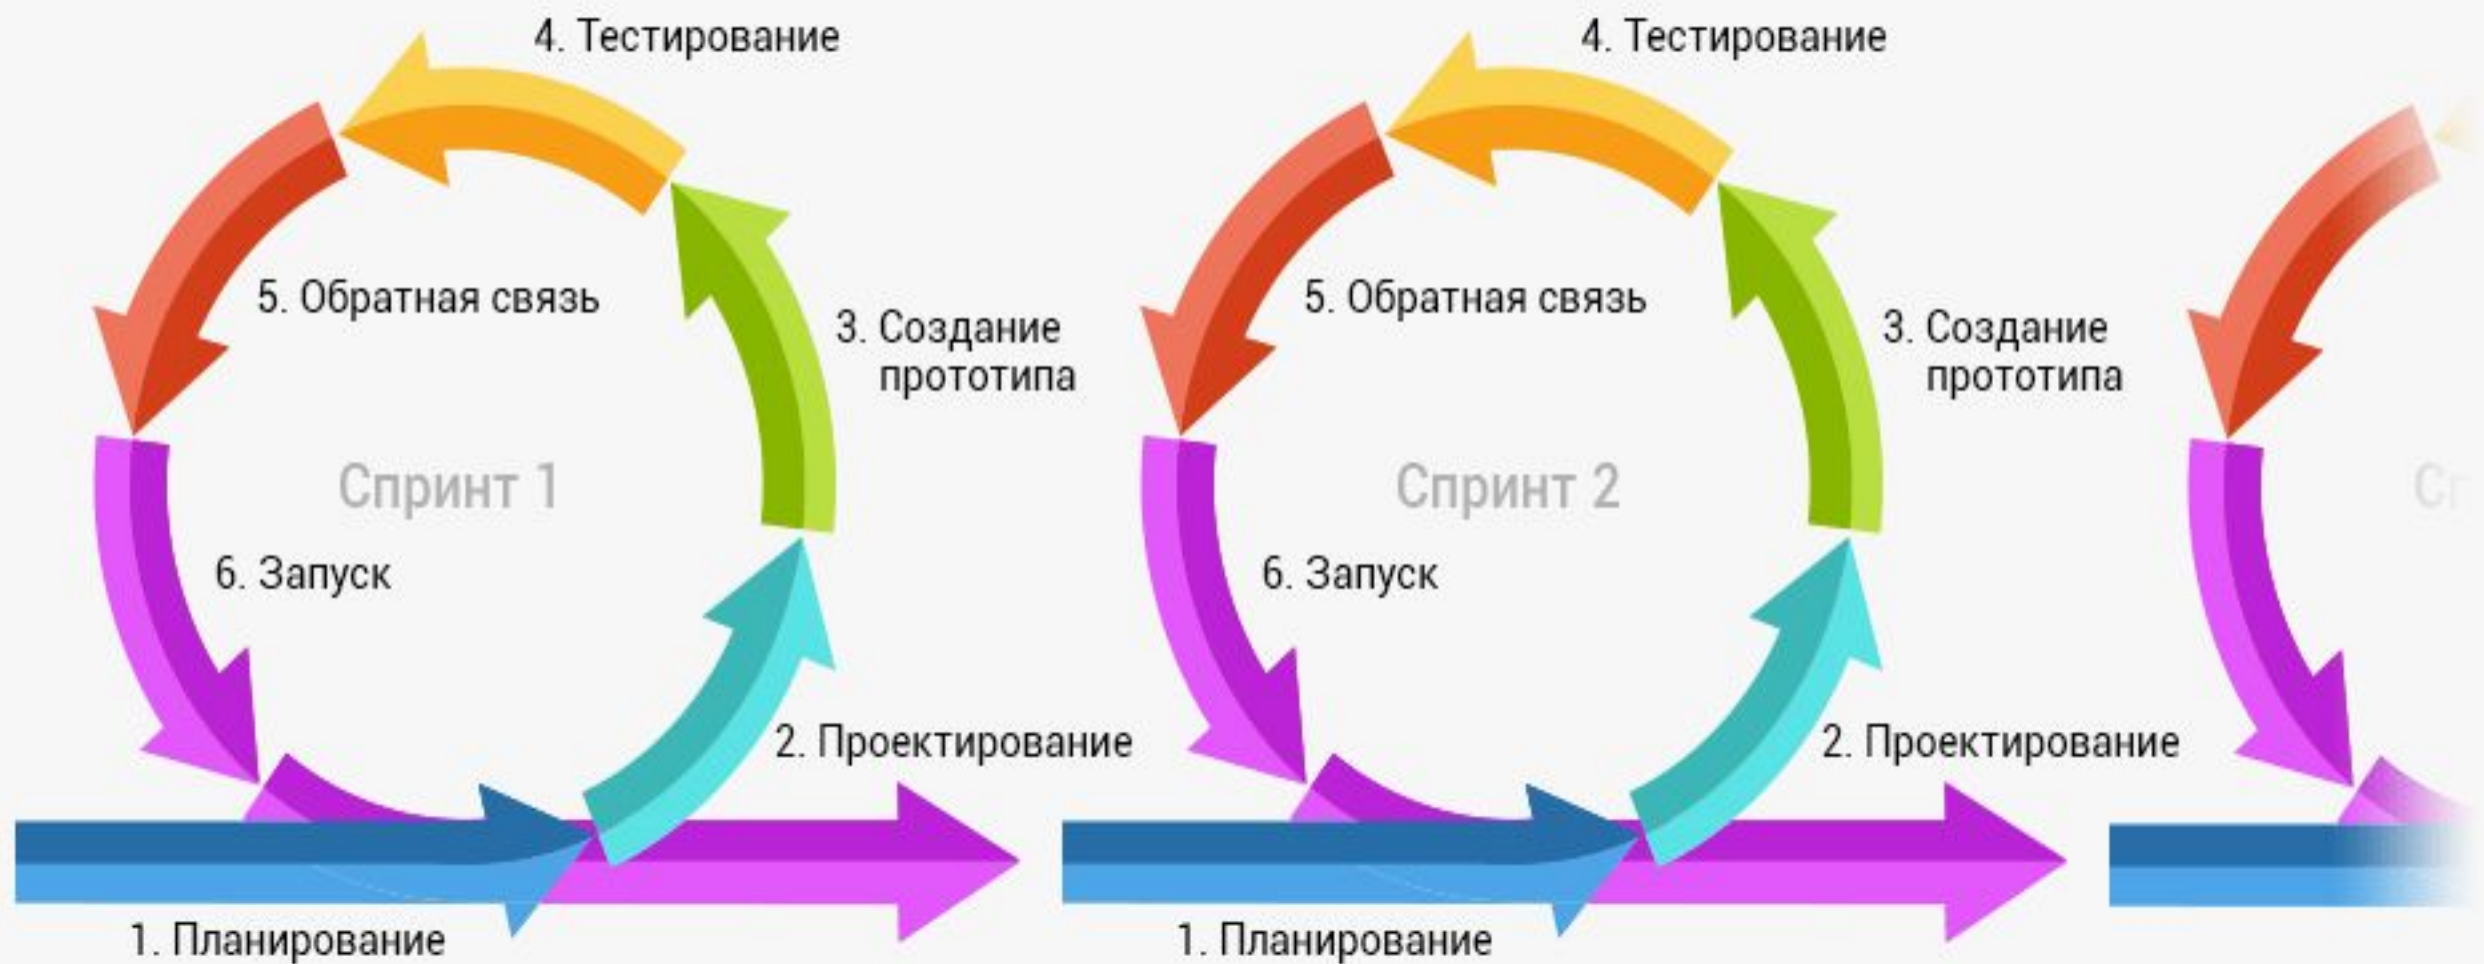 4. Тестирование
5. Обратная связь
3. Создание
прототипа
Спринт 1
6. Запуск
2. Проектирование
1. Планирование
4. Тестирование
5. Обратная связь
3. Создание
прототипа
Спринт 2
6. Запуск
2. Проектирование
1. Планирование